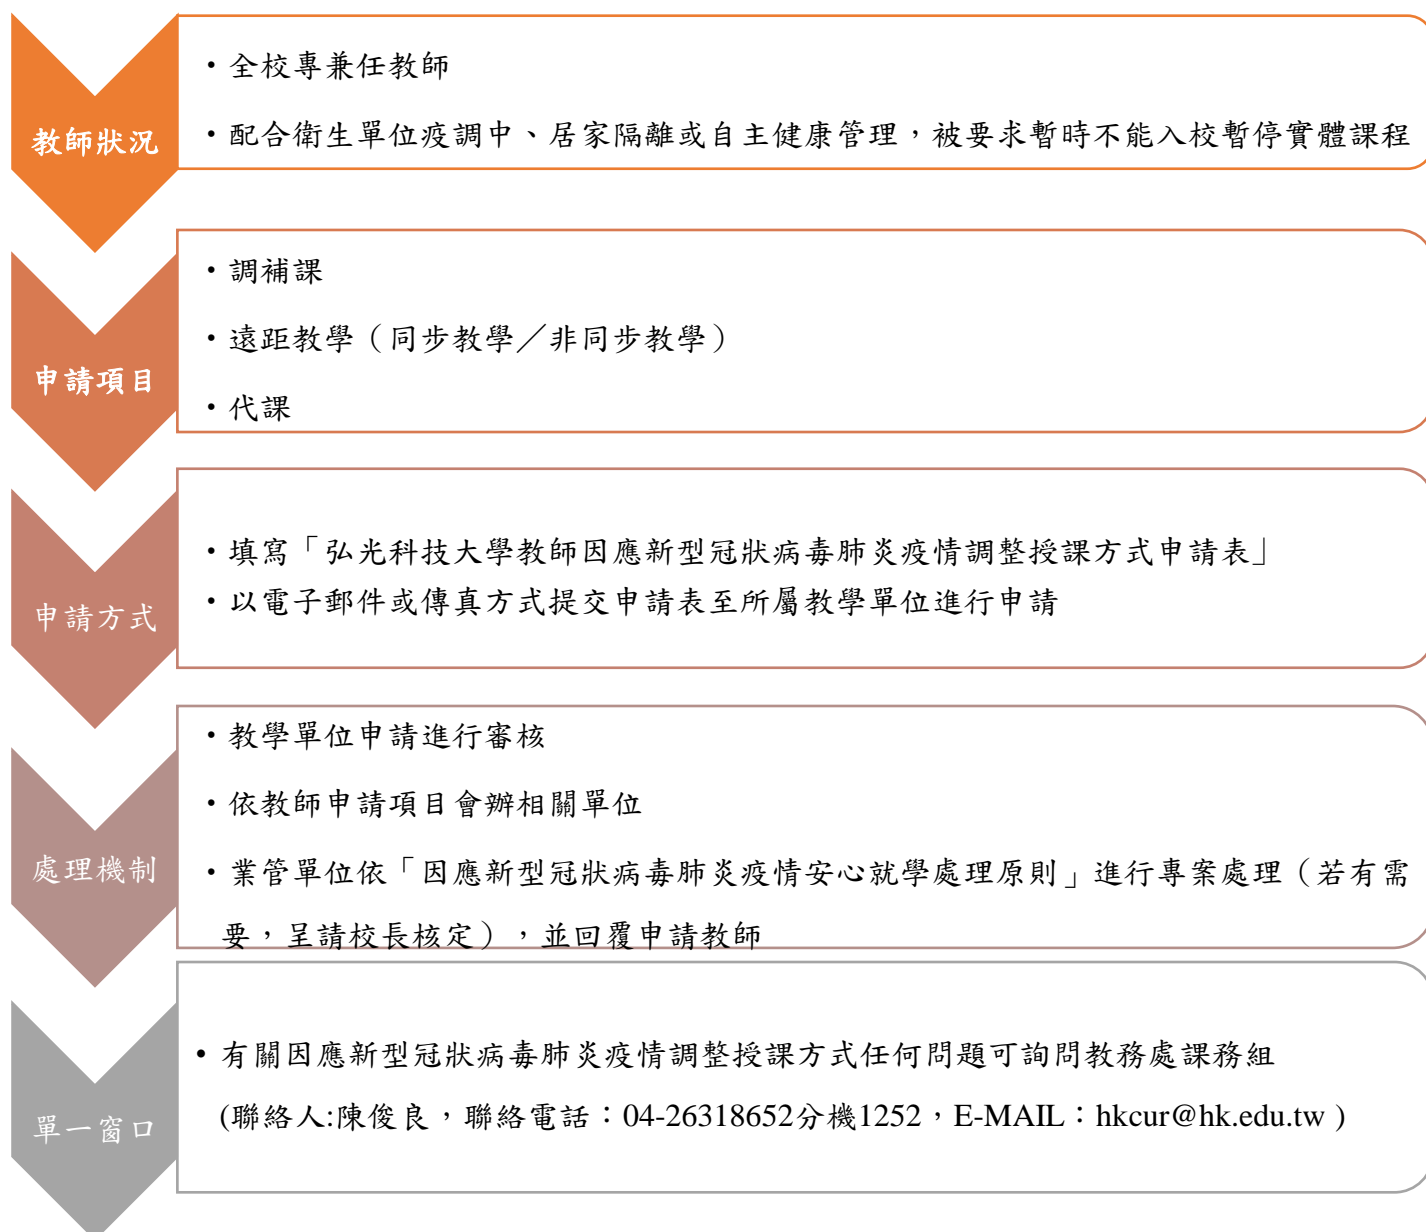 教師狀況
・全校專兼任教師
・配合衛生單位疫調中、居家隔離或自主健康管理，被要求暫時不能入校暫停實體課程
申請項目
・調補課
・遠距教學（同步教學／非同步教學）
・代課
申請方式
・填寫「弘光科技大學教師因應新型冠狀病毒肺炎疫情調整授課方式申請表」
・以電子郵件或傳真方式提交申請表至所屬教學單位進行申請
處理機制
・教學單位申請進行審核
・依教師申請項目會辦相關單位
・業管單位依「因應新型冠狀病毒肺炎疫情安心就學處理原則」進行專案處理（若有需
要，呈請校長核定），並回覆申請教師
單一窗口
• 有關因應新型冠狀病毒肺炎疫情調整授課方式任何問題可詢問教務處課務組
(聯絡人:陳俊良，聯絡電話：04-26318652分機1252，E-MAIL：hkcur@hk.edu.tw )